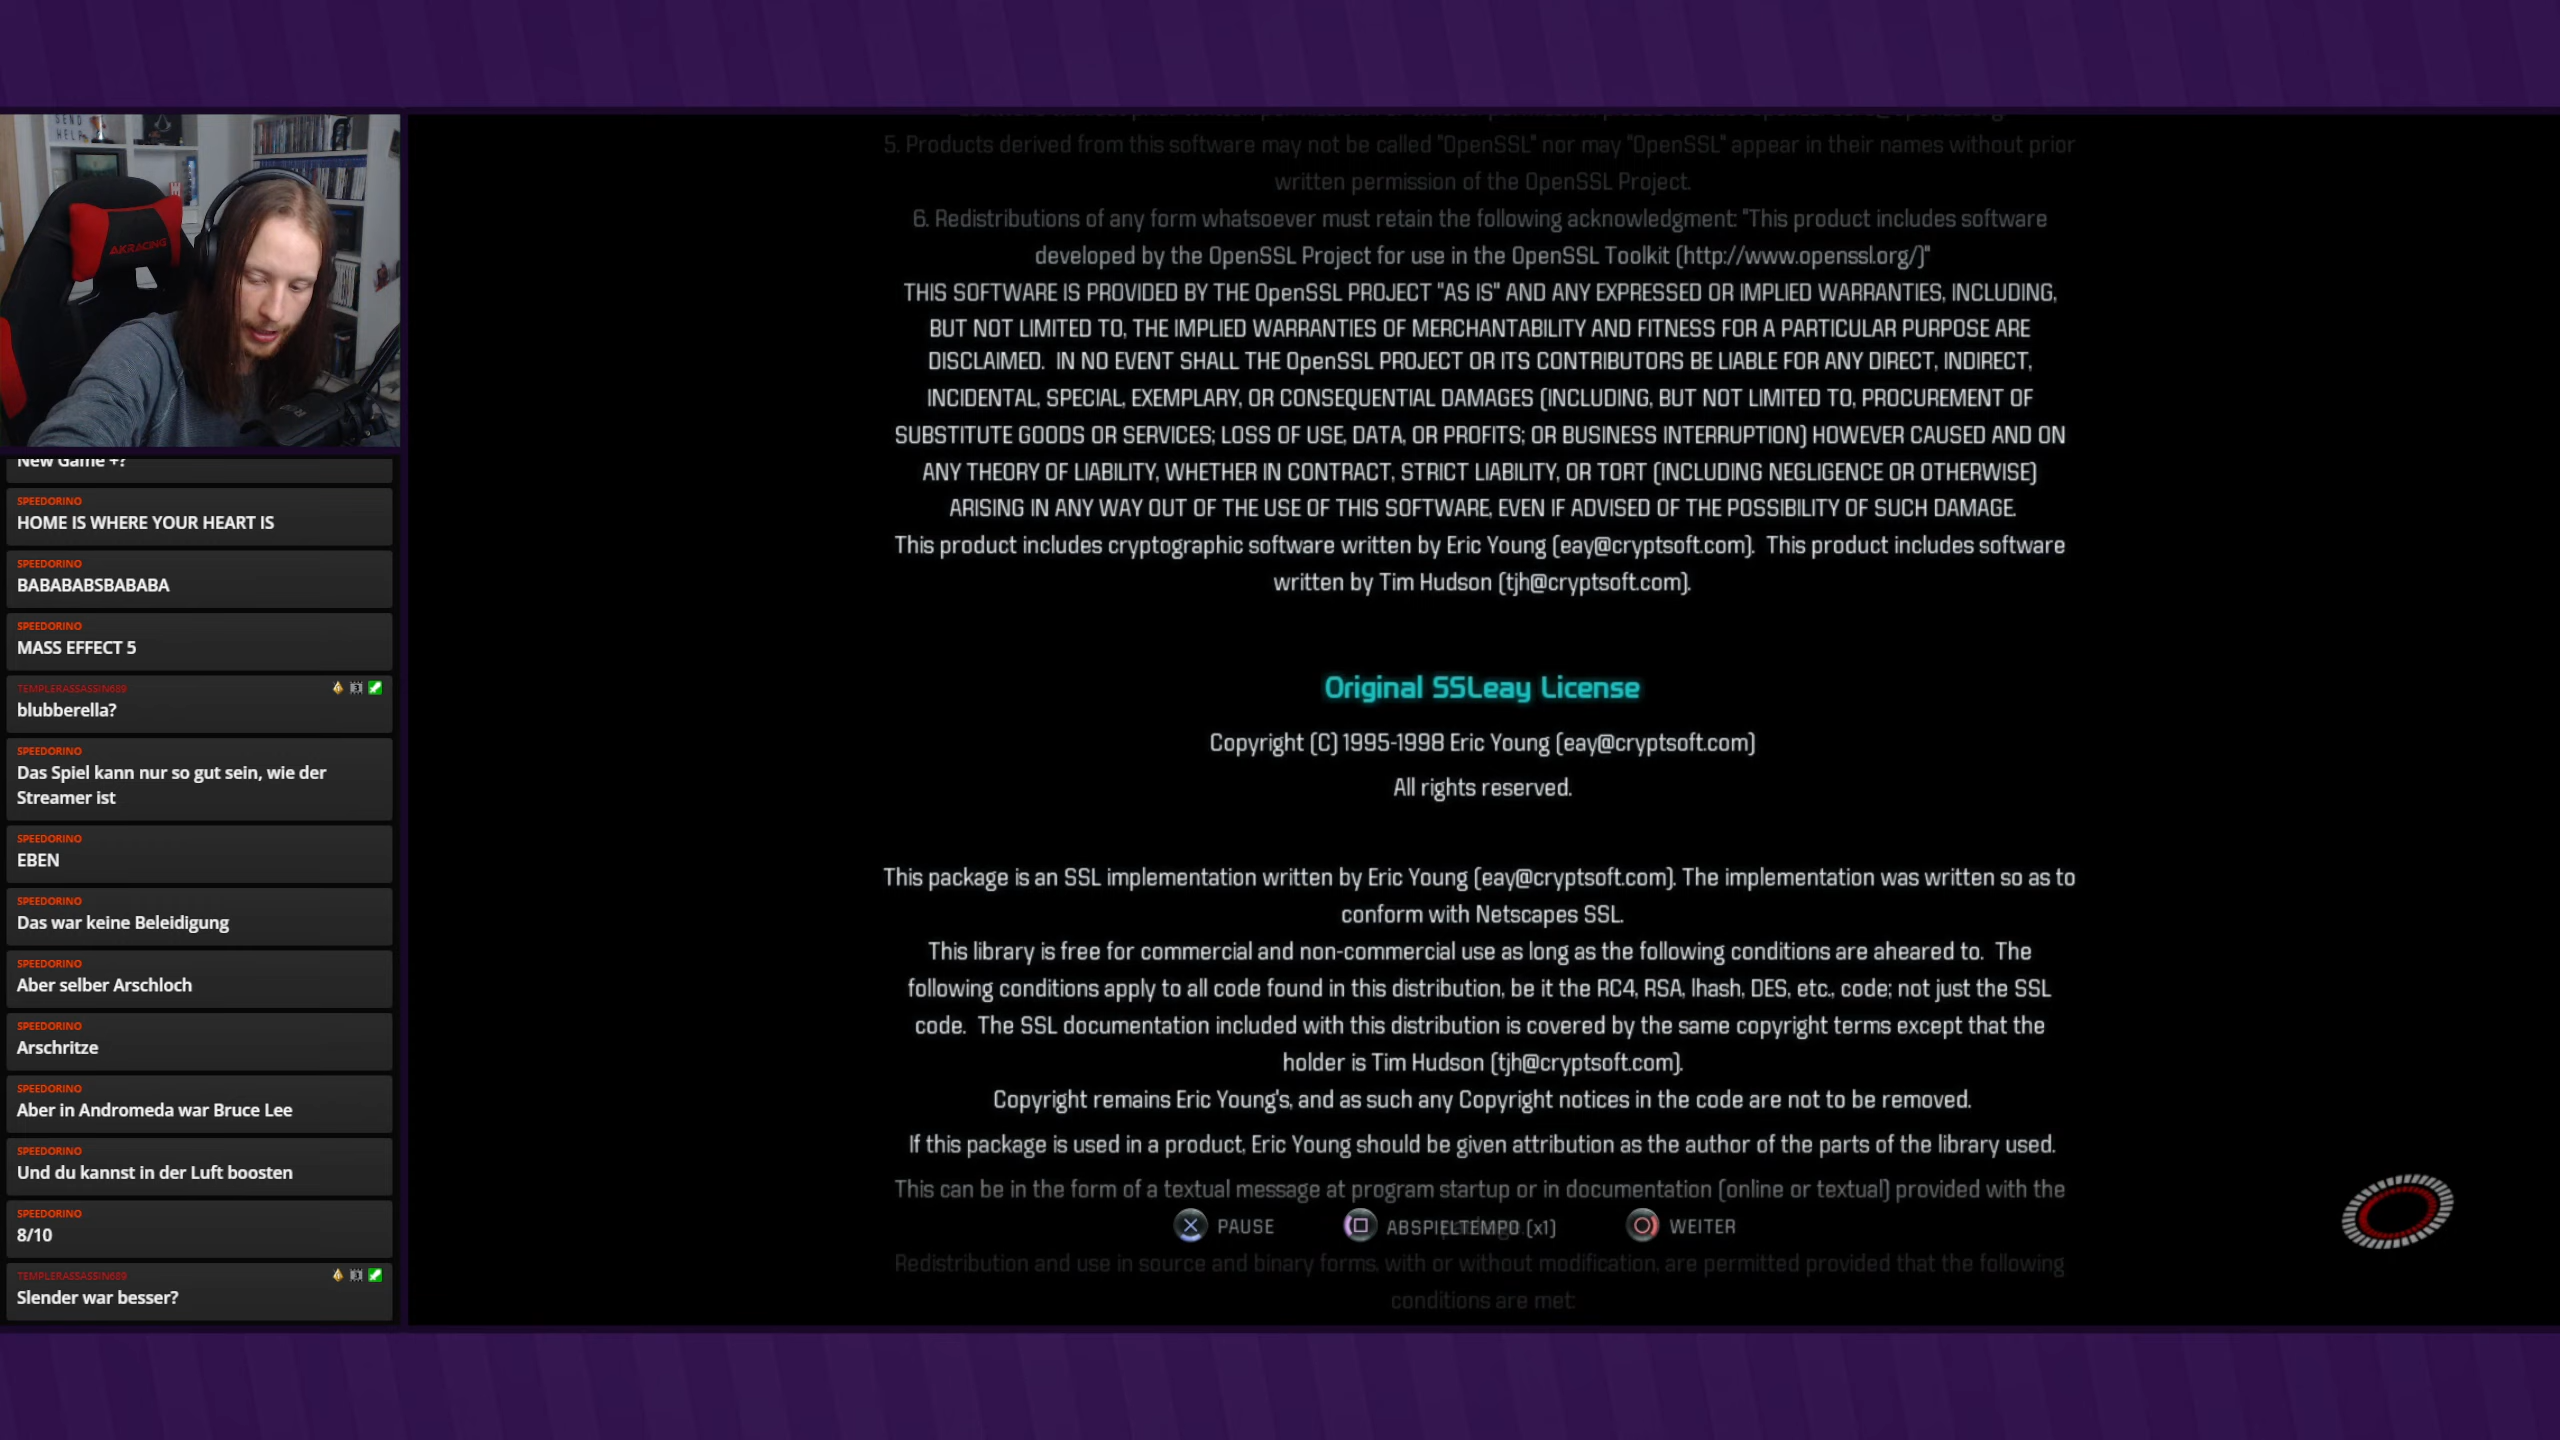 SEND
HELP
AKRACING
New Game +?
SPEEDORINO
HOME IS WHERE YOUR HEART IS
SPEEDORINO
BABABABSBABABA
SPEEDORINO
MASS EFFECT 5
TEMPLERASSASSIN689
blubberella?
SPEEDORINO
Das Spiel kann nur so gut sein, wie der
Streamer ist
SPEEDORINO
EBEN
SPEEDORINO
Das war keine Beleidigung
SPEEDORINO
Aber selber Arschloch
SPEEDORINO
Arschritze
SPEEDORINO
Aber in Andromeda war Bruce Lee
SPEEDORINO
Und du kannst in der Luft boosten
SPEEDORINO
8/10
TEMPLERASSASSIN689
Slender war besser?
5. Products derived from this software may not be called "OpenSSL" nor may "OpenSSL" appear in their names without prior
written permission of the OpenSSL Project.
6. Redistributions of any form whatsoever must retain the following acknowledgment: "This product includes software
developed by the OpenSSL Project for use in the OpenSSL Toolkit (http://www.openssl.org/)"
THIS SOFTWARE IS PROVIDED BY THE OpenSSL PROJECT "AS IS" AND ANY EXPRESSED OR IMPLIED WARRANTIES, INCLUDING,
BUT NOT LIMITED TO, THE IMPLIED WARRANTIES OF MERCHANTABILITY AND FITNESS FOR A PARTICULAR PURPOSE ARE
DISCLAIMED.  IN NO EVENT SHALL THE OpenSSL PROJECT OR ITS CONTRIBUTORS BE LIABLE FOR ANY DIRECT, INDIRECT,
INCIDENTAL, SPECIAL, EXEMPLARY, OR CONSEQUENTIAL DAMAGES (INCLUDING, BUT NOT LIMITED TO, PROCUREMENT OF
SUBSTITUTE GOODS OR SERVICES; LOSS OF USE, DATA, OR PROFITS; OR BUSINESS INTERRUPTION) HOWEVER CAUSED AND ON
ANY THEORY OF LIABILITY, WHETHER IN CONTRACT, STRICT LIABILITY, OR TORT (INCLUDING NEGLIGENCE OR OTHERWISE)
ARISING IN ANY WAY OUT OF THE USE OF THIS SOFTWARE, EVEN IF ADVISED OF THE POSSIBILITY OF SUCH DAMAGE.
This product includes cryptographic software written by Eric Young (eay@cryptsoft.com).  This product includes software
written by Tim Hudson (tjh@cryptsoft.com).
Original SSLeay License
Copyright (C) 1995-1998 Eric Young (eay@cryptsoft.com)
All rights reserved.
This package is an SSL implementation written by Eric Young (eay@cryptsoft.com). The implementation was written so as to
conform with Netscapes SSL.
This library is free for commercial and non-commercial use as long as the following conditions are aheared to.  The
following conditions apply to all code found in this distribution, be it the RC4, RSA, lhash, DES, etc., code; not just the SSL
code.  The SSL documentation included with this distribution is covered by the same copyright terms except that the
holder is Tim Hudson (tjh@cryptsoft.com).
Copyright remains Eric Young's, and as such any Copyright notices in the code are not to be removed.
If this package is used in a product, Eric Young should be given attribution as the author of the parts of the library used.
This can be in the form of a textual message at program startup or in documentation (online or textual) provided with the
PAUSE ABSPIELTEMPO (x1) WEITER
Redistribution and use in source and binary forms, with or without modification, are permitted provided that the following
conditions are met: